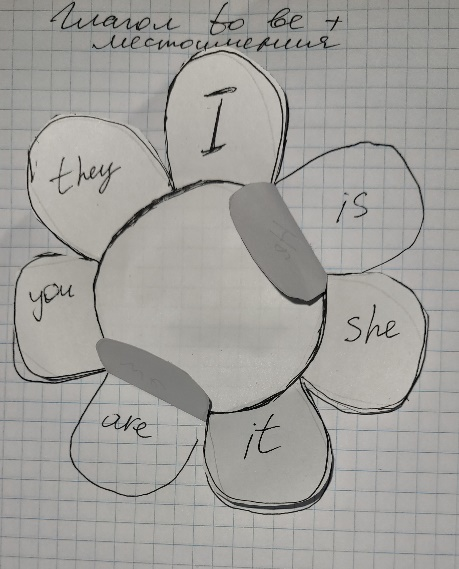 Глагол to be +
местоимения
I
they
is
you
she
are
it